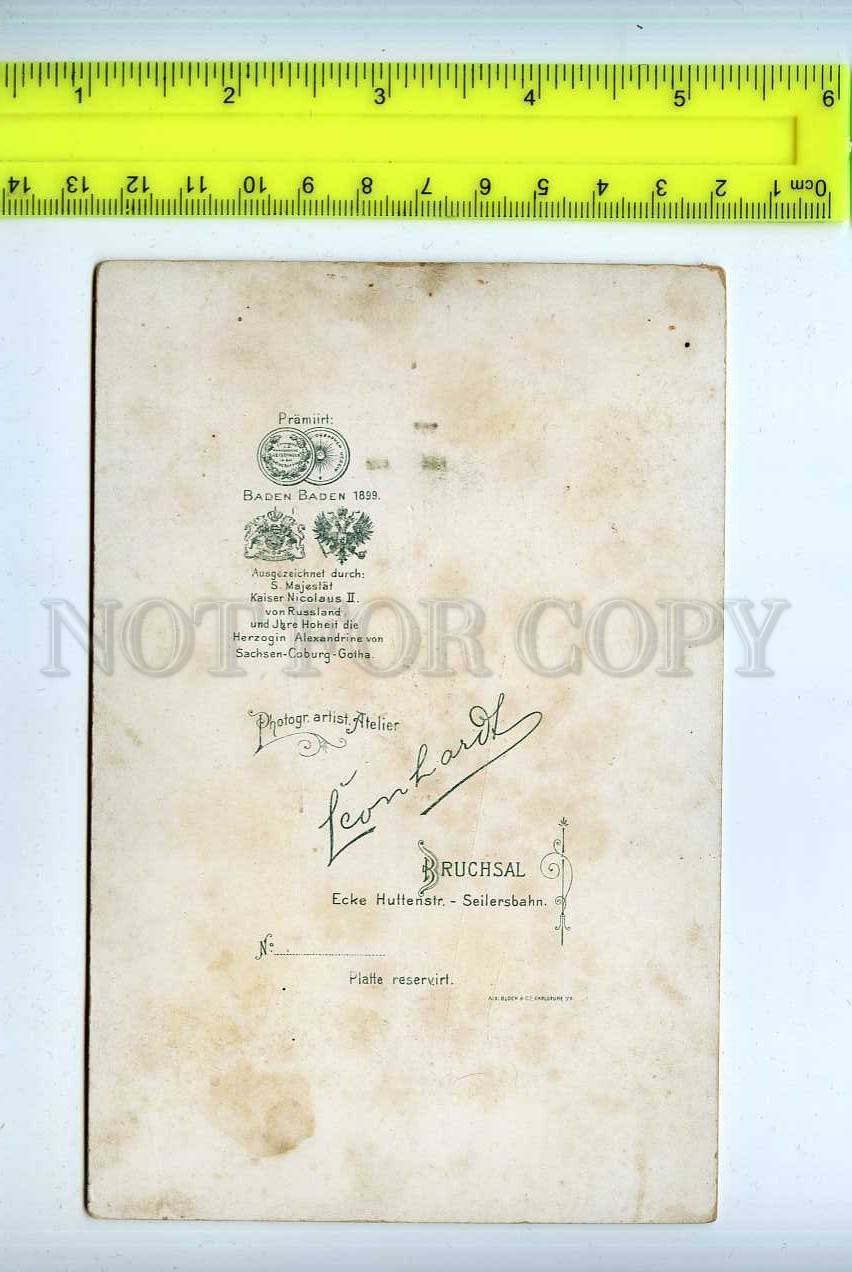 1 2 3 4 5 6
14 13 12 11 10 9 8 7 6 5 4 3 2 1 0cm
Prämiirt:
BADEN BADEN 1899.
Ausgezeichnet durch:
S. Majestät
Kaiser Nicolaus II.
von Russland
und Jhre Hoheit die
Herzogin Alexandrine von
Sachsen-Coburg-Gotha.
NOT FOR COPY
Photogr. artist. Atelier
Leonhardt
BRUCHSAL
Ecke Huttenstr. - Seilersbahn.
No:
Platte reservirt.